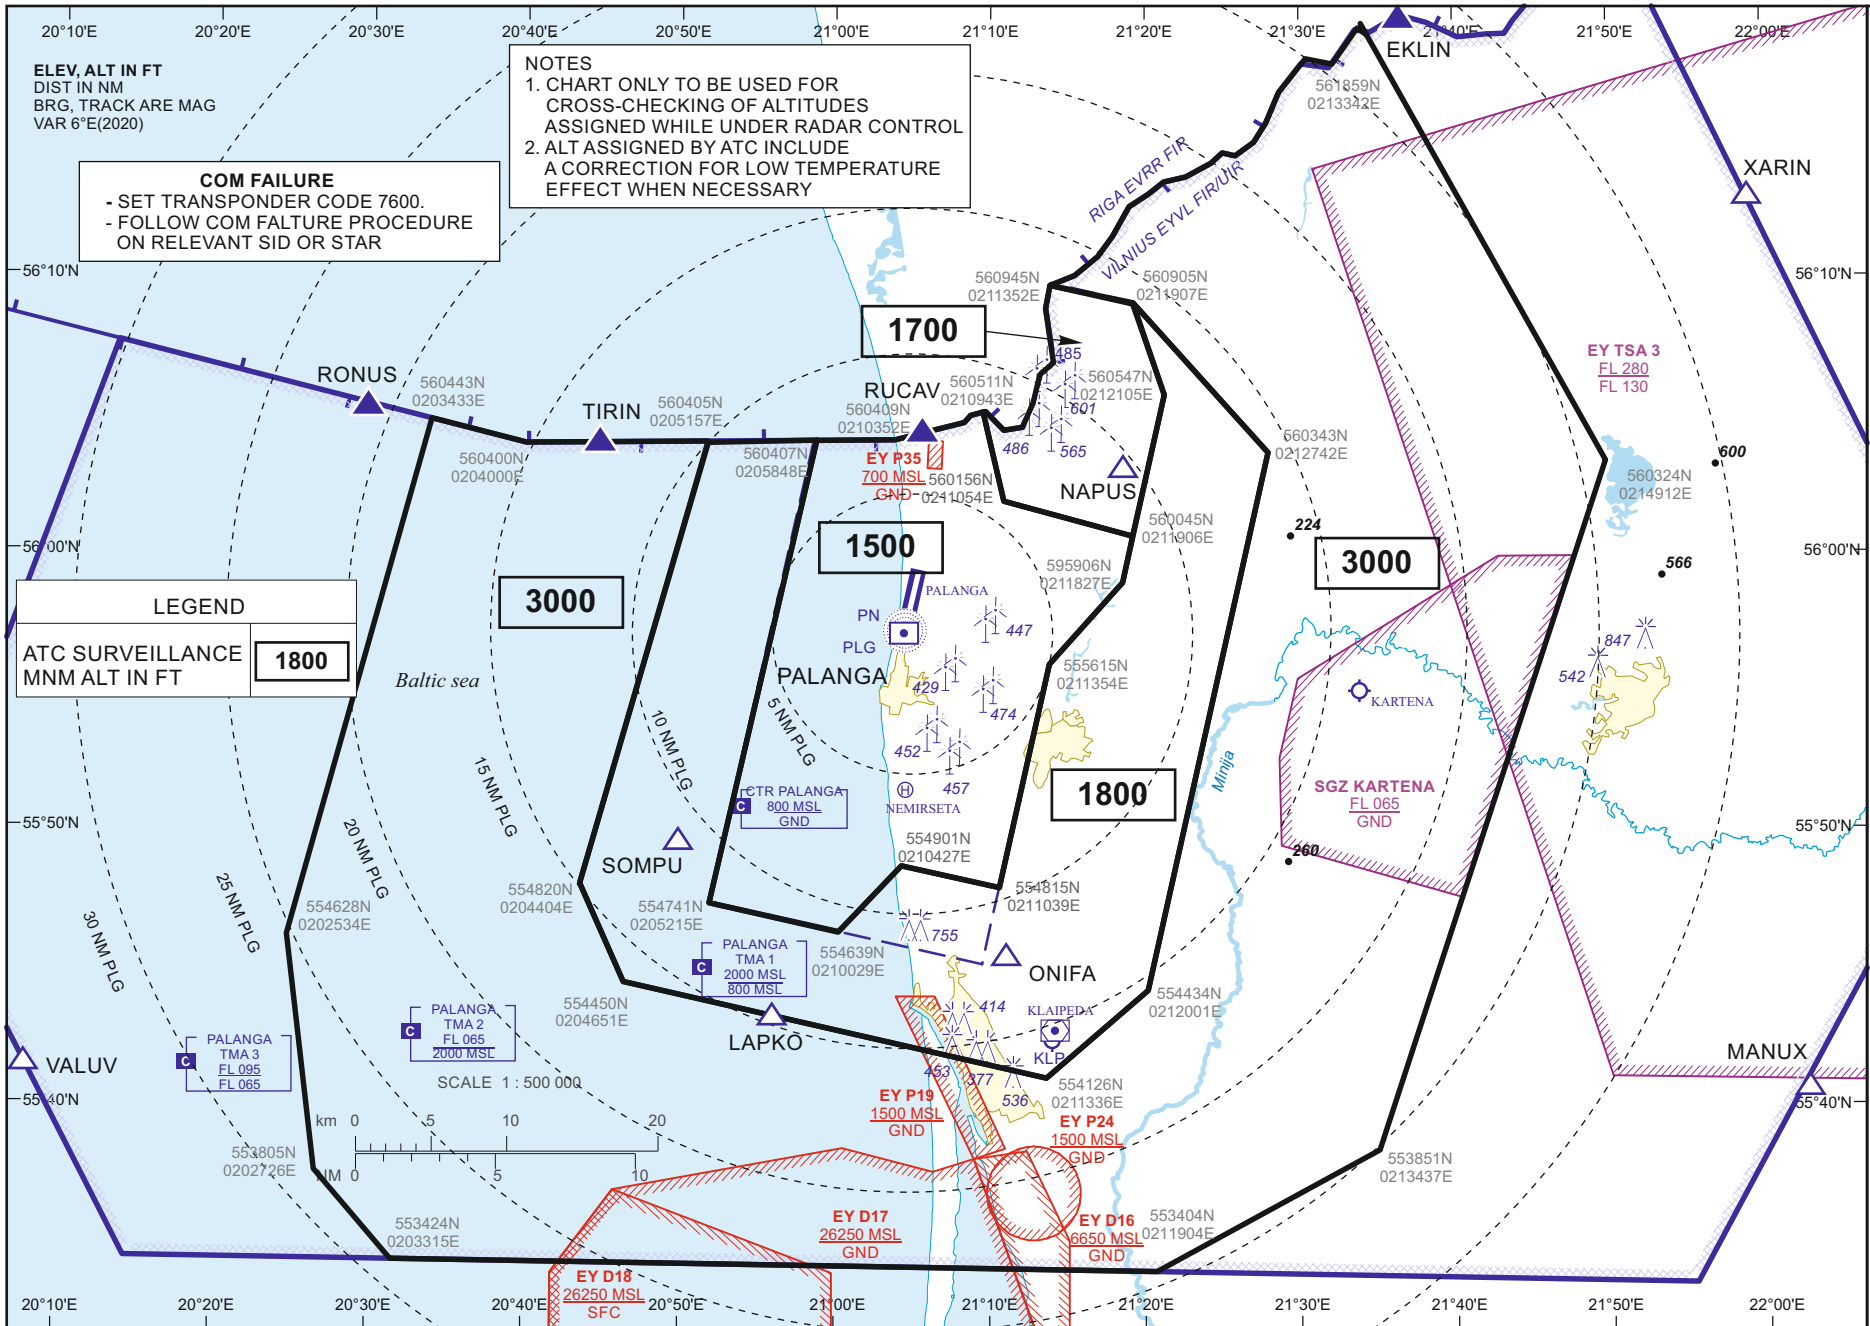 20°10'E
20°20'E
20°30'E
20°40'E
20°50'E
21°00'E
21°10'E
21°20'E
21°30'E
21°40'E
21°50'E
22°00'E
ELEV, ALT IN FT
DIST IN NM
BRG, TRACK ARE MAG
VAR 6°E(2020)
NOTES
1. CHART ONLY TO BE USED FOR
CROSS-CHECKING OF ALTITUDES
ASSIGNED WHILE UNDER RADAR CONTROL
2. ALT ASSIGNED BY ATC INCLUDE
A CORRECTION FOR LOW TEMPERATURE
EFFECT WHEN NECESSARY
COM FAILURE
- SET TRANSPONDER CODE 7600.
- FOLLOW COM FALTURE PROCEDURE
ON RELEVANT SID OR STAR
EKLIN
561859N
0213342E
XARIN
RIGA EVRR FIR
VILNIUS EYVL FIR/UIR
56°10'N
56°10'N
560945N
0211352E
560905N
0211907E
1700
485
RONUS
560443N
0203433E
TIRIN
560405N
0205157E
RUCAV
560409N
0210352E
560511N
0210943E
560547N
0212105E
601
486
565
EY TSA 3
FL 280
FL 130
560400N
0204000E
560407N
0205848E
EY P35
700 MSL
GND
560156N
0211054E
NAPUS
560343N
0212742E
600
560324N
0214912E
56°00'N
56°00'N
1500
560045N
0211906E
224
3000
566
3000
595906N
0211827E
LEGEND
ATC SURVEILLANCE
MNM ALT IN FT
1800
PALANGA
PN
PLG
PALANGA
447
429
474
452
457
555615N
0211354E
847
542
KARTENA
Baltic sea
5 NM PLG
10 NM PLG
15 NM PLG
20 NM PLG
25 NM PLG
30 NM PLG
C
CTR PALANGA
800 MSL
GND
NEMIRSETA
H
1800
Minija
SGZ KARTENA
FL 065
GND
55°50'N
55°50'N
SOMPU
554901N
0210427E
260
554820N
0204404E
554741N
0205215E
554815N
0211039E
554628N
0202534E
755
554639N
0210029E
C
PALANGA
TMA 1
2000 MSL
800 MSL
ONIFA
554450N
0204651E
554434N
0212001E
414
KLAIPEDA
KLP
LAPKO
453
377
536
554126N
0211336E
C
PALANGA
TMA 2
FL 065
2000 MSL
C
PALANGA
TMA 3
FL 095
FL 065
VALUV
MANUX
SCALE 1 : 500 000
55°40'N
55°40'N
km 0 5 10 20
NM 0 5 10
EY P19
1500 MSL
GND
EY P24
1500 MSL
GND
553805N
0202726E
553851N
0213437E
553424N
0203315E
EY D17
26250 MSL
GND
EY D16
6650 MSL
GND
553404N
0211904E
EY D18
26250 MSL
SFC
20°10'E
20°20'E
20°30'E
20°40'E
20°50'E
21°00'E
21°10'E
21°20'E
21°30'E
21°40'E
21°50'E
22°00'E